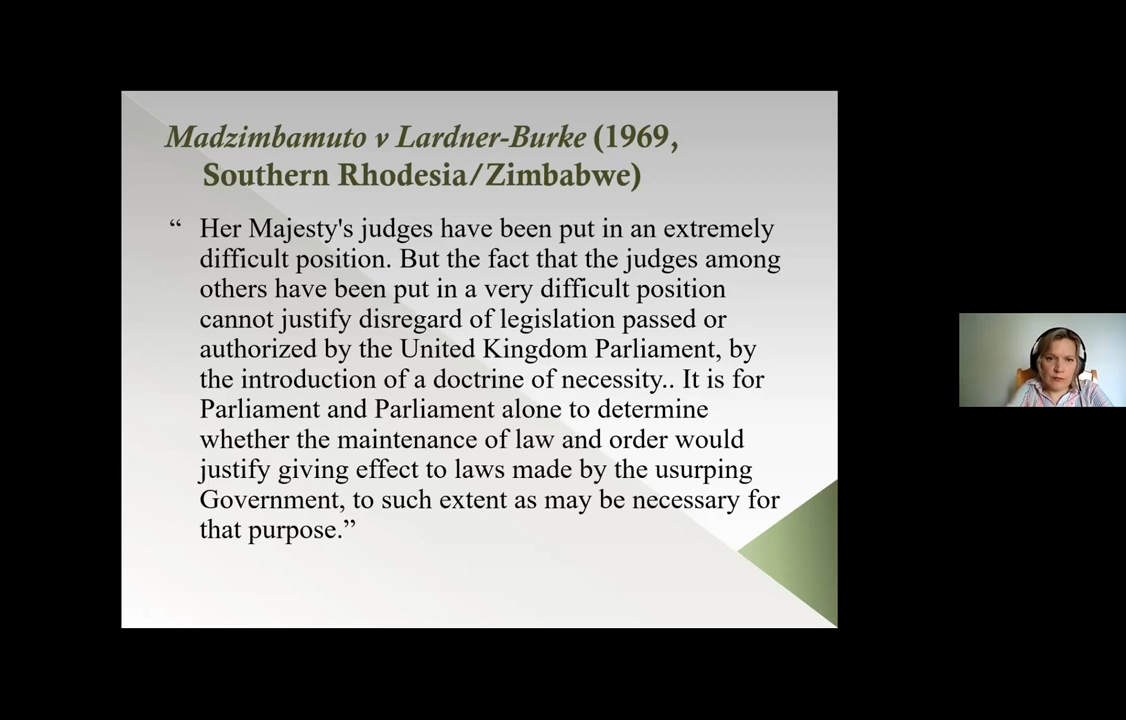 Madzimbamuto v Lardner-Burke (1969,
Southern Rhodesia/Zimbabwe)
“ Her Majesty's judges have been put in an extremely
difficult position. But the fact that the judges among
others have been put in a very difficult position
cannot justify disregard of legislation passed or
authorized by the United Kingdom Parliament, by
the introduction of a doctrine of necessity.. It is for
Parliament and Parliament alone to determine
whether the maintenance of law and order would
justify giving effect to laws made by the usurping
Government, to such extent as may be necessary for
that purpose.”